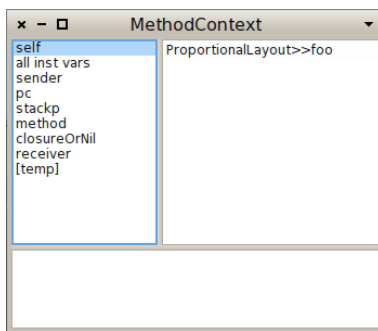 MethodContext
self
all inst vars
sender
pc
stackp
method
closureOrNil
receiver
[temp]
ProportionalLayout>>foo